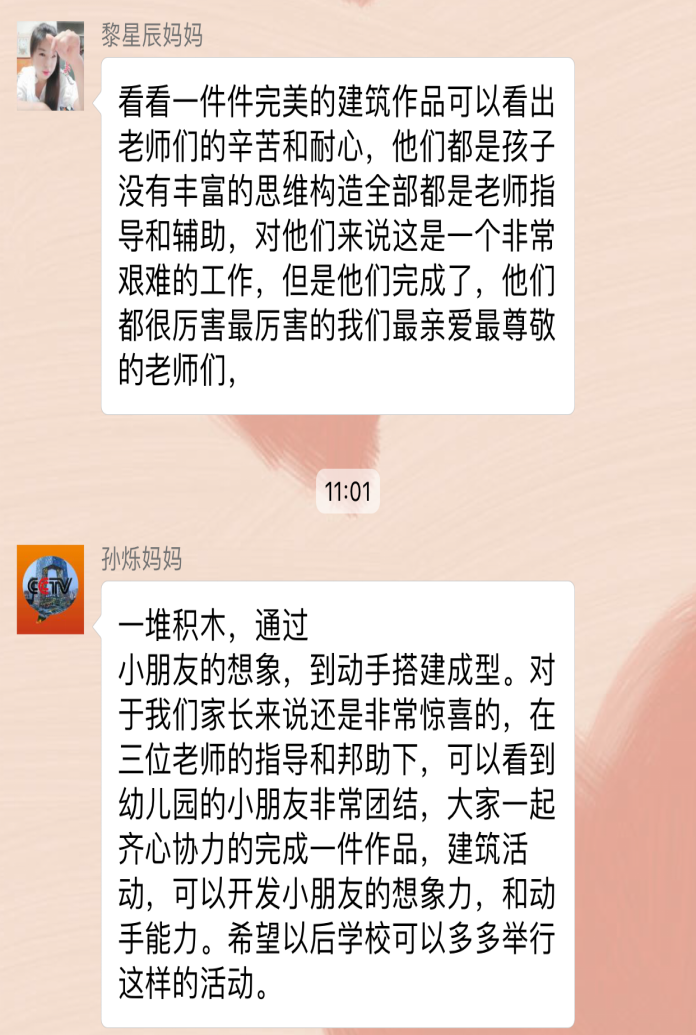 黎星辰妈妈
看看一件件完美的建筑作品可以看出
老师们的辛苦和耐心，他们都是孩子
没有丰富的思维构造全部都是老师指
导和辅助，对他们来说这是一个非常
艰难的工作，但是他们完成了，他们
都很厉害最厉害的我们最亲爱最尊敬
的老师们，
11:01
孙烁妈妈
CCTV
一堆积木，通过
小朋友的想象，到动手搭建成型。对
于我们家长来说还是非常惊喜的，在
三位老师的指导和邦助下，可以看到
幼儿园的小朋友非常团结，大家一起
齐心协力的完成一件作品，建筑活
动，可以开发小朋友的想象力，和动
手能力。希望以后学校可以多多举行
这样的活动。